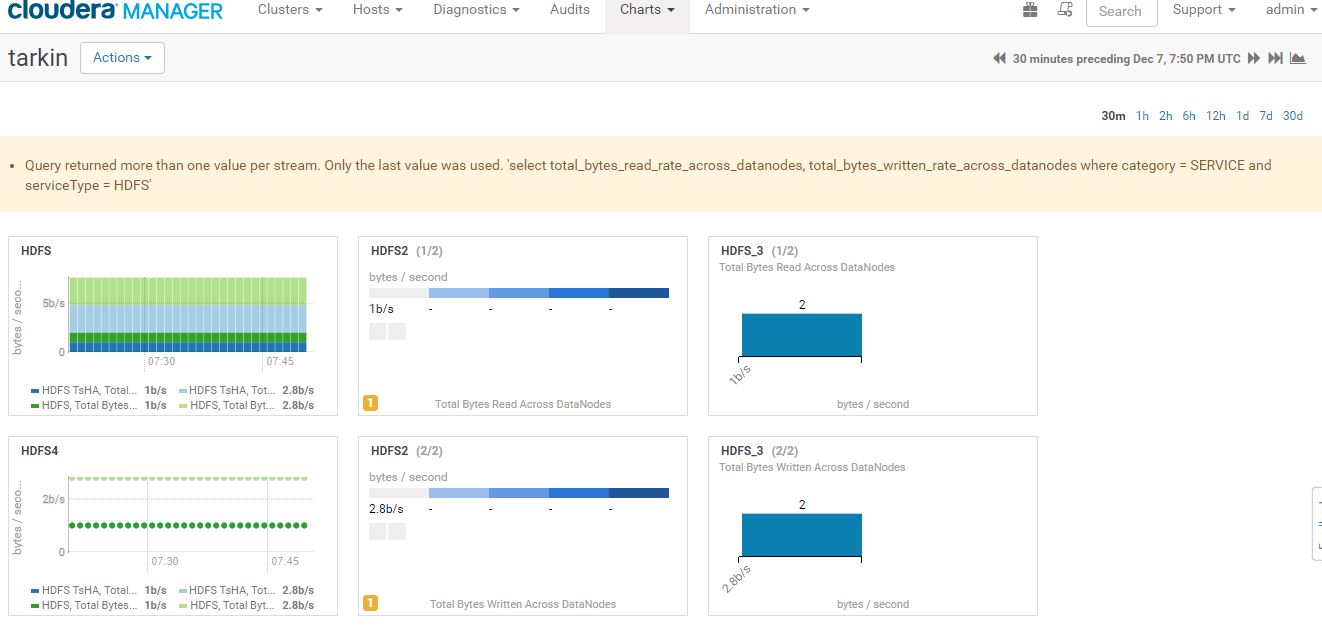 cloudera MANAGER Clusters Hosts Diagnostics Audits Charts Administration Search Support admin
tarkin Actions 30 minutes preceding Dec 7, 7:50 PM UTC
30m 1h 2h 6h 12h 1d 7d 30d
Query returned more than one value per stream. Only the last value was used. 'select total_bytes_read_rate_across_datanodes, total_bytes_written_rate_across_datanodes where category = SERVICE and
serviceType = HDFS'
HDFS
bytes / seco...
5b/s
0
07:30 07:45
HDFS TsHA, Total... 1b/s HDFS TsHA, Tot... 2.8b/s
HDFS, Total Bytes... 1b/s HDFS, Total Byt... 2.8b/s
HDFS2 (1/2)
bytes / second
1b/s - - - -
1 Total Bytes Read Across DataNodes
HDFS_3 (1/2)
Total Bytes Read Across DataNodes
2
1b/s
bytes / second
HDFS4
bytes / seco...
2b/s
0
07:30 07:45
HDFS TsHA, Total... 1b/s HDFS TsHA, Tot... 2.8b/s
HDFS, Total Bytes... 1b/s HDFS, Total Byt... 2.8b/s
HDFS2 (2/2)
bytes / second
2.8b/s - - - -
1 Total Bytes Written Across DataNodes
HDFS_3 (2/2)
Total Bytes Written Across DataNodes
2
2.8b/s
bytes / second